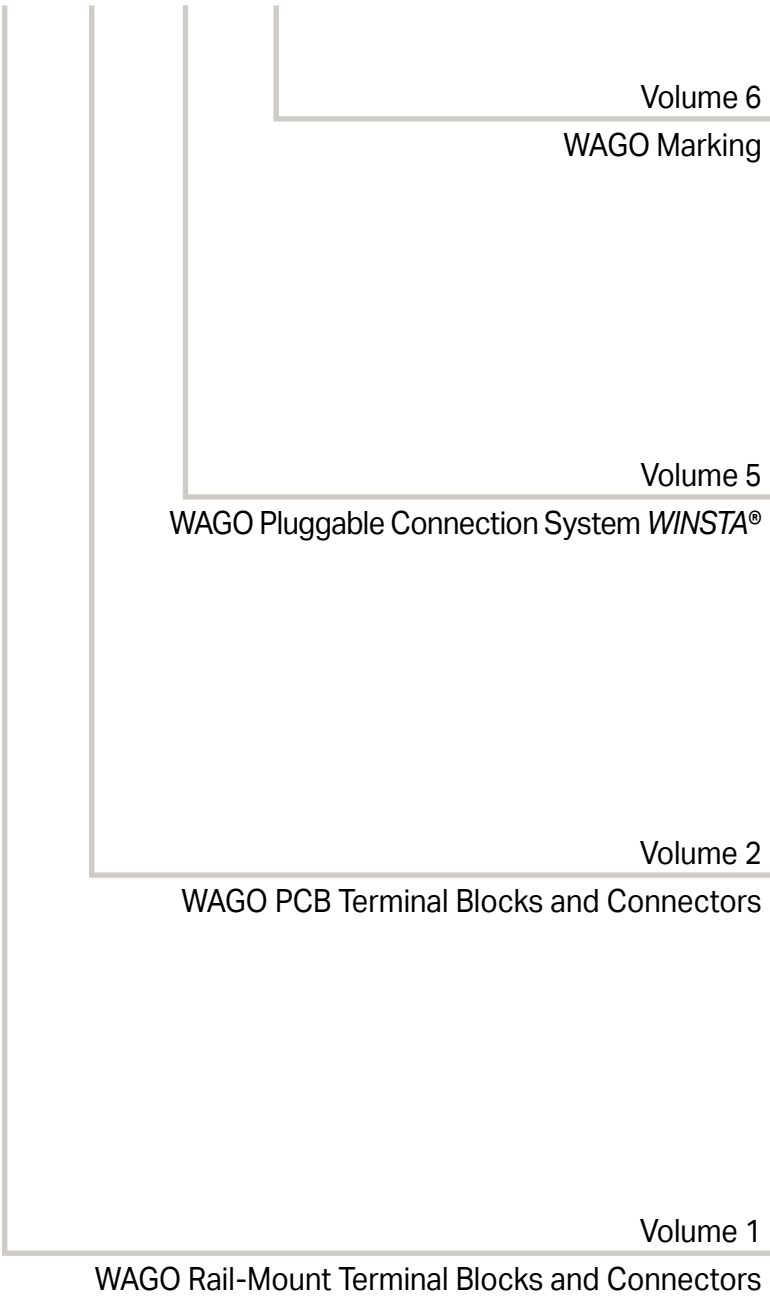 Volume 6
WAGO Marking
Volume 5
WAGO Pluggable Connection System WINSTA®
Volume 2
WAGO PCB Terminal Blocks and Connectors
Volume 1
WAGO Rail-Mount Terminal Blocks and Connectors